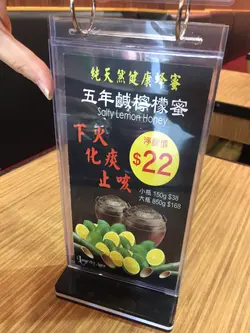 純天然健康蜂蜜
五年鹹檸檬蜜
Salty Lemon Honey
下火
化痰
止咳
淨飲價
$22
小瓶 150g $38
大瓶 850g $168